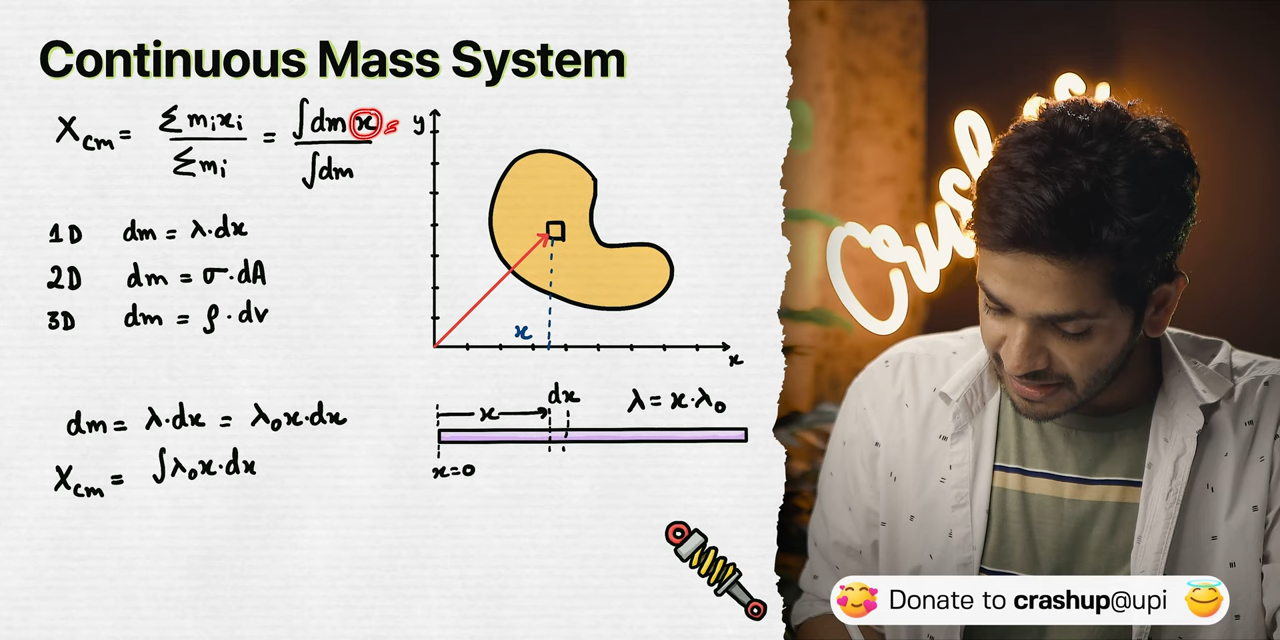 Continuous Mass System
Xcm = Σmᵢxᵢ / Σmᵢ = ∫dm x / ∫dm =
y
x
x
1D dm = λ·dx
2D dm = σ·dA
3D dm = ρ·dv
dm = λ·dx = λ₀x·dx
Xcm = ∫λ₀x·dx
x
dx
λ = x·λ₀
x=0
Donate to crashup@upi